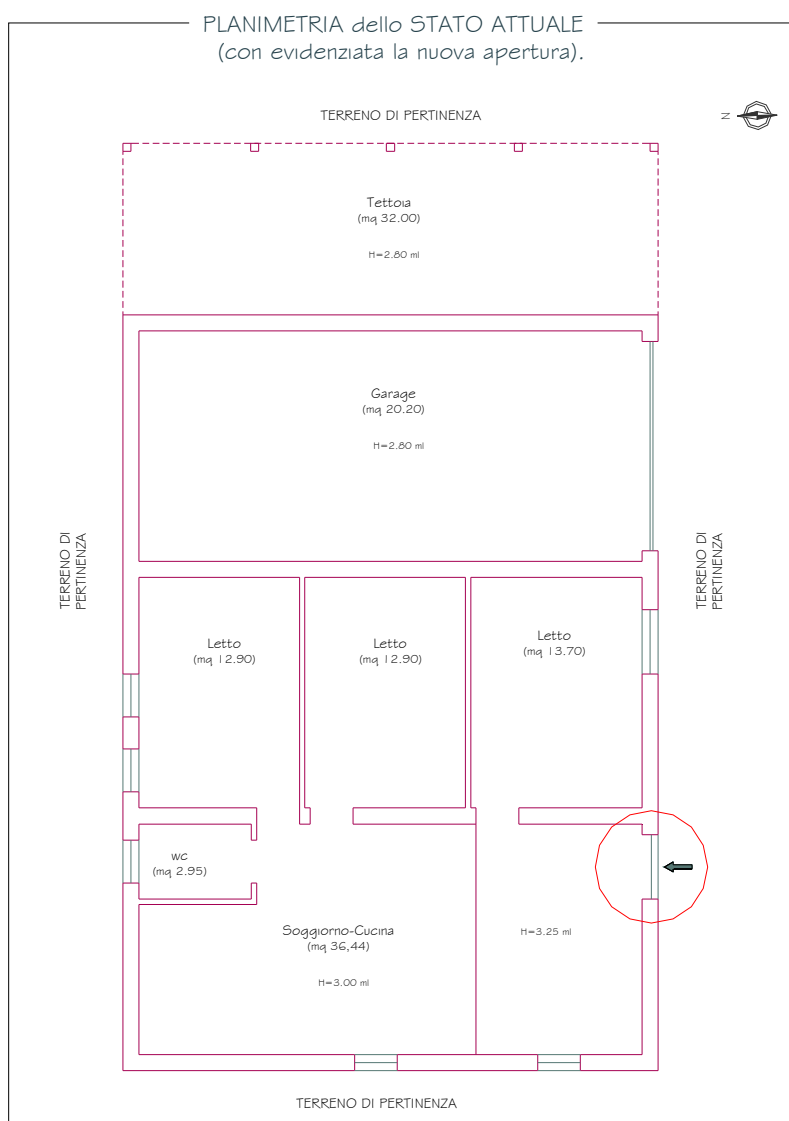 PLANIMETRIA dello STATO ATTUALE
(con evidenziata la nuova apertura).
TERRENO DI PERTINENZA
N
Tettoia
(mq 32.00)
H=2.80 ml
Garage
(mq 20.20)
H=2.80 ml
TERRENO DI
PERTINENZA
TERRENO DI
PERTINENZA
Letto
(mq 12.90)
Letto
(mq 12.90)
Letto
(mq 13.70)
wc
(mq 2.95)
Soggiorno-Cucina
(mq 36,44)
H=3.00 ml
H=3.25 ml
TERRENO DI PERTINENZA